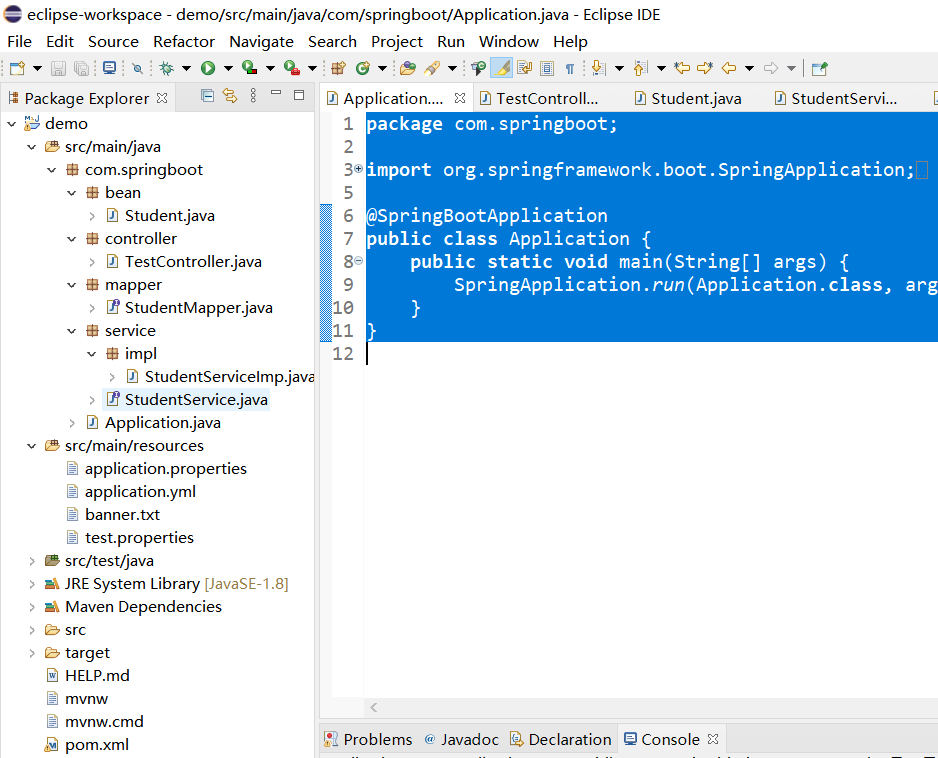 eclipse-workspace - demo/src/main/java/com/springboot/Application.java - Eclipse IDE
File Edit Source Refactor Navigate Search Project Run Window Help
Package Explorer
demo
src/main/java
com.springboot
bean
Student.java
controller
TestController.java
mapper
StudentMapper.java
service
impl
StudentServiceImp.java
StudentService.java
Application.java
src/main/resources
application.properties
application.yml
banner.txt
test.properties
src/test/java
JRE System Library [JavaSE-1.8]
Maven Dependencies
src
target
HELP.md
mvnw
mvnw.cmd
pom.xml
Application.... TestControll... Student.java StudentServi...
1 package com.springboot;
2
3 import org.springframework.boot.SpringApplication;
5
6 @SpringBootApplication
7 public class Application {
8 public static void main(String[] args) {
9 SpringApplication.run(Application.class, arg
10 }
11 }
12
Problems @ Javadoc Declaration Console